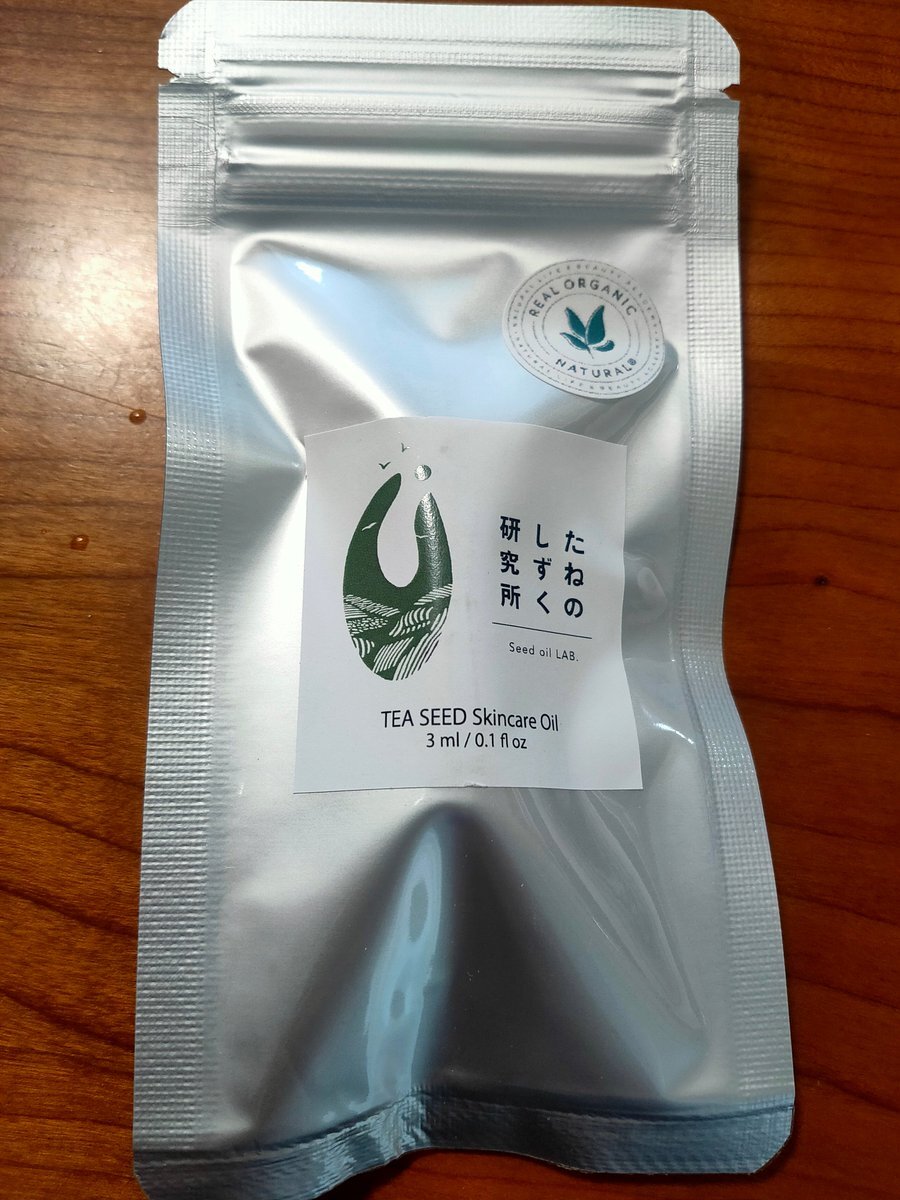 REAL ORGANIC
NATURAL®
たねの
しずく
研究所
Seed oil LAB.
TEA SEED Skincare Oil
3 ml / 0.1 fl oz